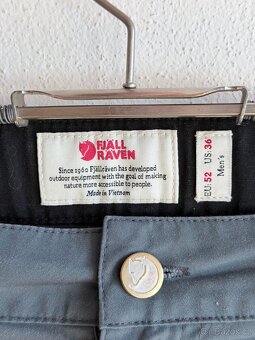 FJÄLL
RÄVEN
Since 1960 Fjällräven has developed
outdoor equipment with the goal of making
nature more accessible to people.
Made in Vietnam
EU: 52 US: 36
Men's